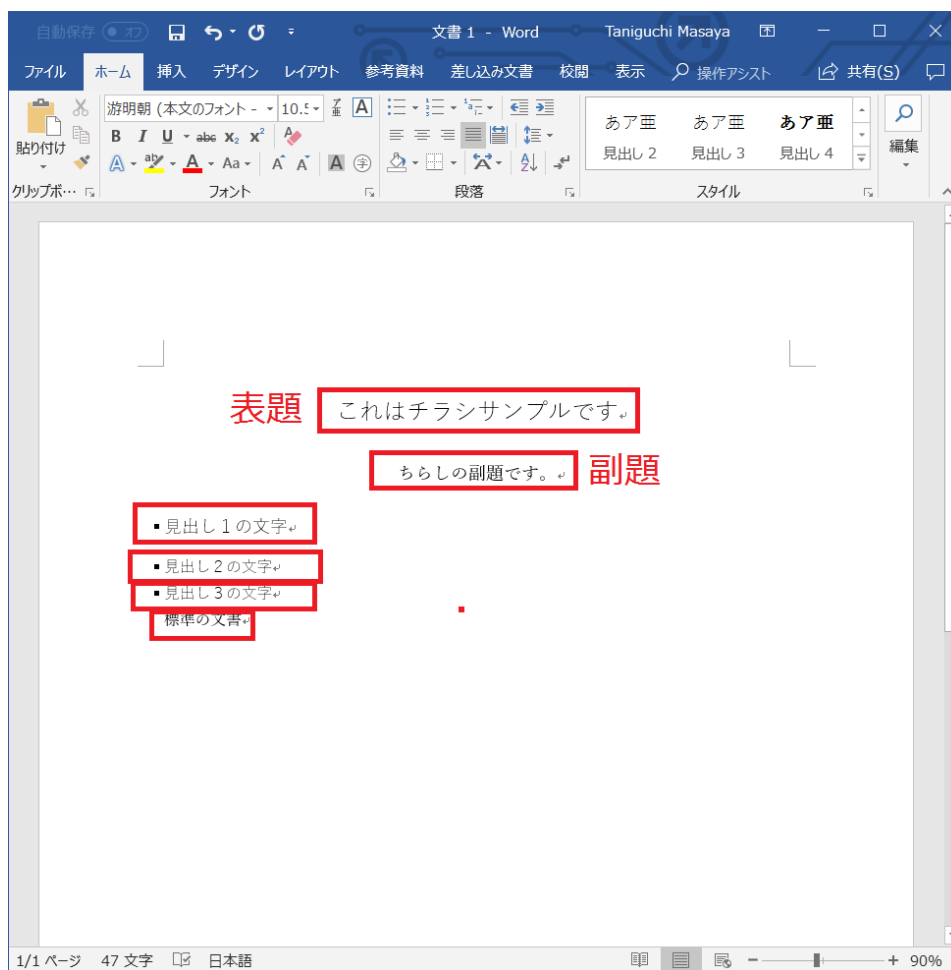 自動保存 オフ 文書 1 - Word Taniguchi Masaya
ファイル ホーム 挿入 デザイン レイアウト 参考資料 差し込み文書 校閲 表示 操作アシスト 共有(S)
游明朝 (本文のフォント - 10.5
貼り付け
B I U abc X₂ X²
A aby A Aa A A A 字
あア亜 あア亜 あア亜
見出し 2 見出し 3 見出し 4
編集
クリップボ… フォント 段落 スタイル
表題 これはチラシサンプルです
ちらしの副題です。 副題
見出し1の文字
見出し2の文字
見出し3の文字
標準の文書
1/1 ページ 47 文字 日本語 90%